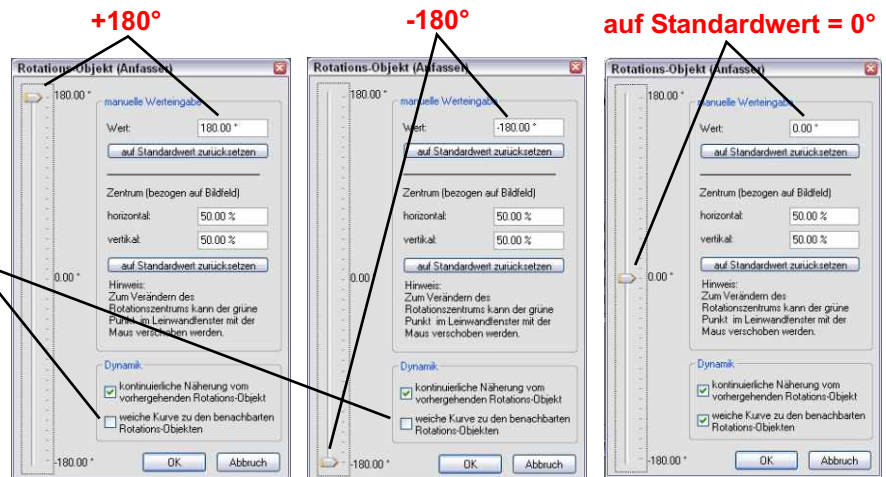 +180°
-180°
auf Standardwert = 0°
Rotations-Objekt (Anfasser)
180.00 °
manuelle Werteingabe
Wert:
180.00 °
auf Standardwert zurücksetzen
Zentrum (bezogen auf Bildfeld)
horizontal:
50.00 %
vertikal:
50.00 %
auf Standardwert zurücksetzen
0.00 °
Hinweis:
Zum Verändern des
Rotationszentrums kann der grüne
Punkt im Leinwandfenster mit der
Maus verschoben werden.
Dynamik
kontinuierliche Näherung vom
vorhergehenden Rotations-Objekt
weiche Kurve zu den benachbarten
Rotations-Objekten
-180.00 °
OK
Abbruch
Rotations-Objekt (Anfasser)
180.00 °
manuelle Werteingabe
Wert:
-180.00 °
auf Standardwert zurücksetzen
Zentrum (bezogen auf Bildfeld)
horizontal:
50.00 %
vertikal:
50.00 %
auf Standardwert zurücksetzen
0.00
Hinweis:
Zum Verändern des
Rotationszentrums kann der grüne
Punkt im Leinwandfenster mit der
Maus verschoben werden.
Dynamik
kontinuierliche Näherung vom
vorhergehenden Rotations-Objekt
weiche Kurve zu den benachbarten
Rotations-Objekten
-180.00 °
OK
Abbruch
Rotations-Objekt (Anfasser)
180.00 °
manuelle Werteingabe
Wert:
0.00 °
auf Standardwert zurücksetzen
Zentrum (bezogen auf Bildfeld)
horizontal:
50.00 %
vertikal:
50.00 %
auf Standardwert zurücksetzen
0.00 °
Hinweis:
Zum Verändern des
Rotationszentrums kann der grüne
Punkt im Leinwandfenster mit der
Maus verschoben werden.
Dynamik
kontinuierliche Näherung vom
vorhergehenden Rotations-Objekt
weiche Kurve zu den benachbarten
Rotations-Objekten
-180.00 °
OK
Abbruch